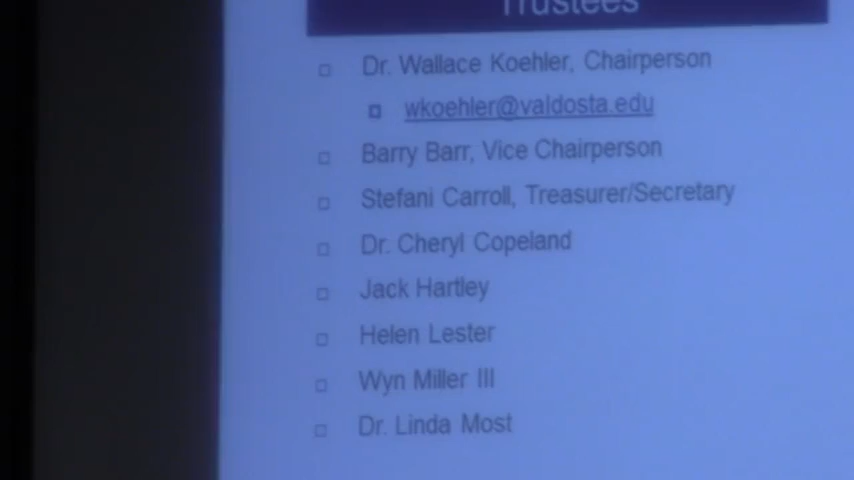 Trustees
Dr. Wallace Koehler, Chairperson
wkoehler@valdosta.edu
Barry Barr, Vice Chairperson
Stefani Carroll, Treasurer/Secretary
Dr. Cheryl Copeland
Jack Hartley
Helen Lester
Wyn Miller III
Dr. Linda Most